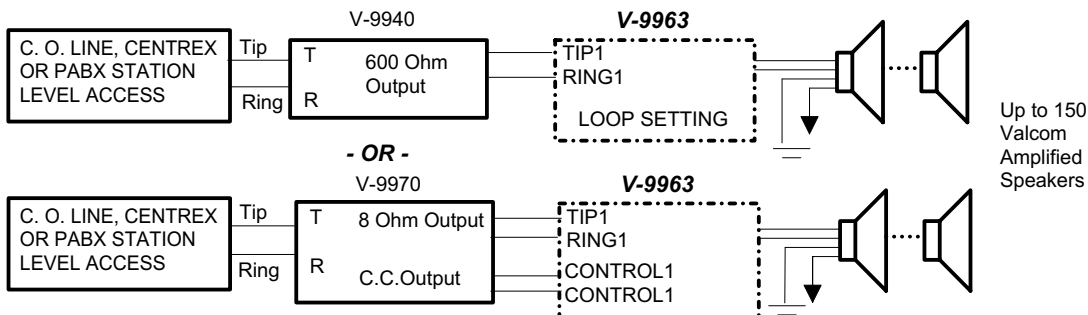 V-9940
V-9963
C. O. LINE, CENTREX
OR PABX STATION
LEVEL ACCESS
Tip
Ring
T
R
600 Ohm
Output
TIP1
RING1
LOOP SETTING
Up to 150
Valcom
Amplified
Speakers
- OR -
V-9970
V-9963
C. O. LINE, CENTREX
OR PABX STATION
LEVEL ACCESS
Tip
Ring
T
R
8 Ohm Output
C.C.Output
TIP1
RING1
CONTROL1
CONTROL1